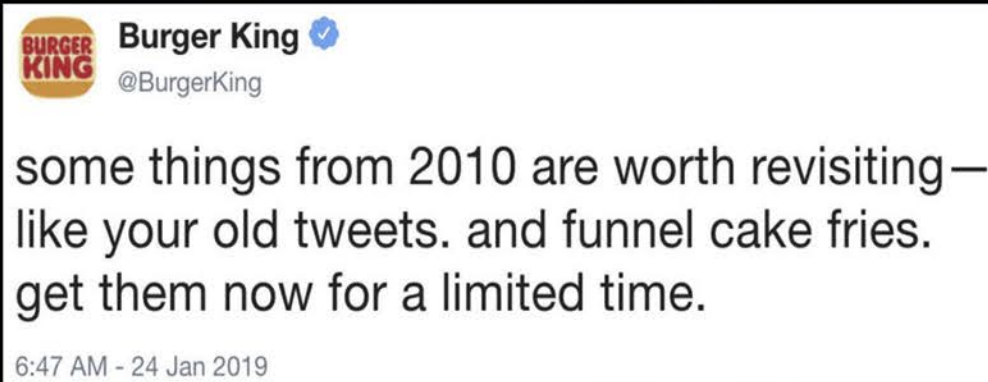 BURGER
KING
Burger King
@BurgerKing
some things from 2010 are worth revisiting—
like your old tweets. and funnel cake fries.
get them now for a limited time.
6:47 AM - 24 Jan 2019